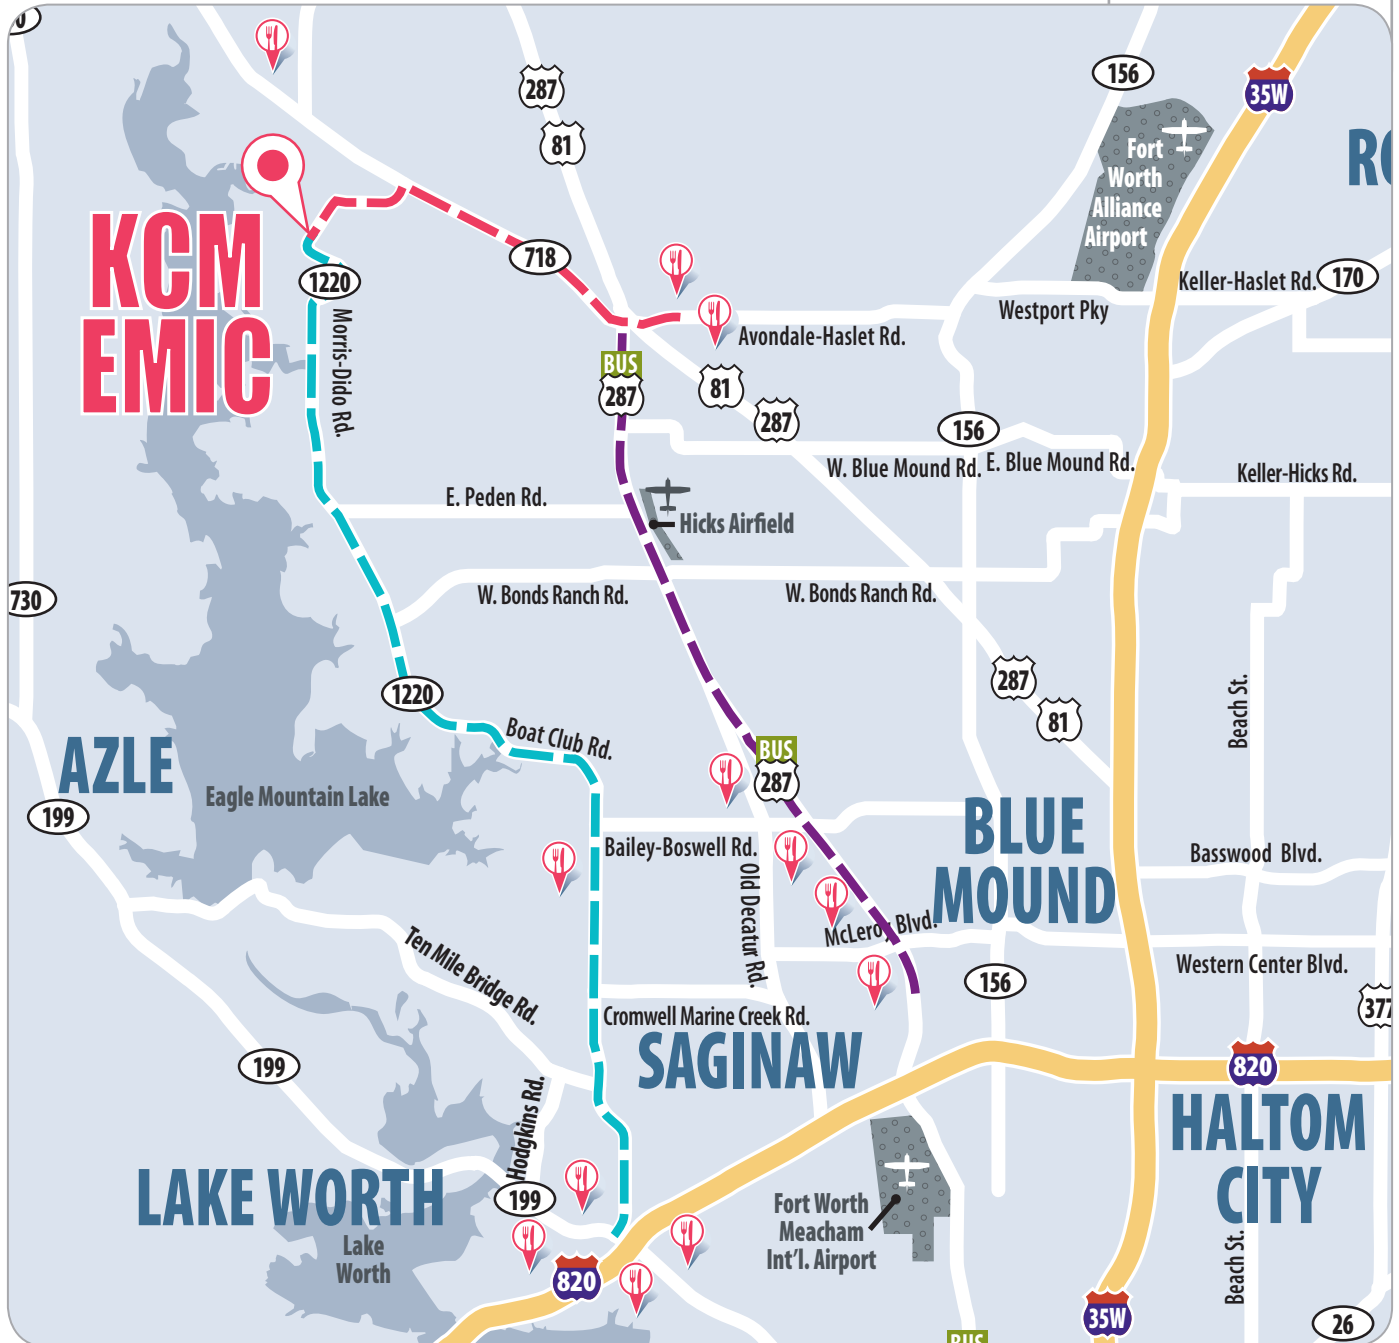 156
35W
287
81
Fort
Worth
Alliance
Airport
KCM
EMIC
718
1220
Keller-Haslet Rd.
170
Westport Pky
Avondale-Haslet Rd.
Morris-Dido Rd.
BUS
287
81
287
156
W. Blue Mound Rd.
E. Blue Mound Rd.
Keller-Hicks Rd.
E. Peden Rd.
Hicks Airfield
730
W. Bonds Ranch Rd.
W. Bonds Ranch Rd.
1220
287
81
Beach St.
Boat Club Rd.
AZLE
BUS
287
Eagle Mountain Lake
199
BLUE
MOUND
Bailey-Boswell Rd.
Basswood Blvd.
Old Decatur Rd.
McLeroy Blvd.
Ten Mile Bridge Rd.
Western Center Blvd.
156
377
Cromwell Marine Creek Rd.
SAGINAW
199
820
Hodgkins Rd.
HALTOM
CITY
LAKE WORTH
199
Lake
Worth
Fort Worth
Meacham
Int'l. Airport
820
Beach St.
35W
26
BUS